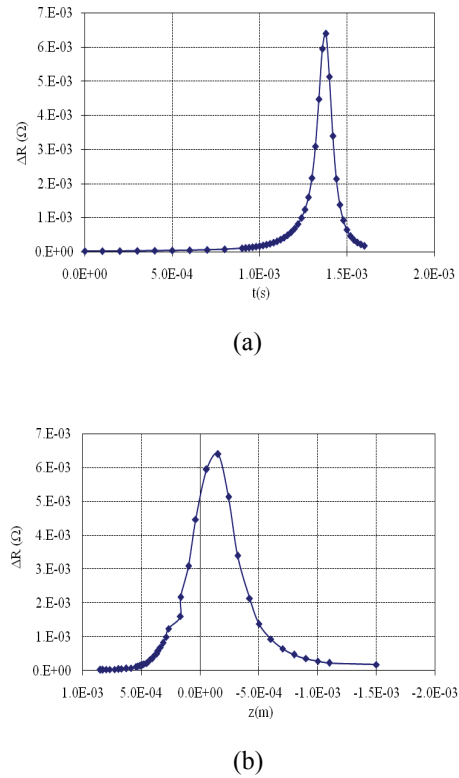 7.E-03
6.E-03
5.E-03
4.E-03
3.E-03
2.E-03
1.E-03
0.E+00
ΔR (Ω)
0.0E+00 5.0E-04 1.0E-03 1.5E-03 2.0E-03
t(s)
(a)
7.E-03
6.E-03
5.E-03
4.E-03
3.E-03
2.E-03
1.E-03
0.E+00
ΔR (Ω)
1.0E-03 5.0E-04 0.0E+00 -5.0E-04 -1.0E-03 -1.5E-03 -2.0E-03
z(m)
(b)